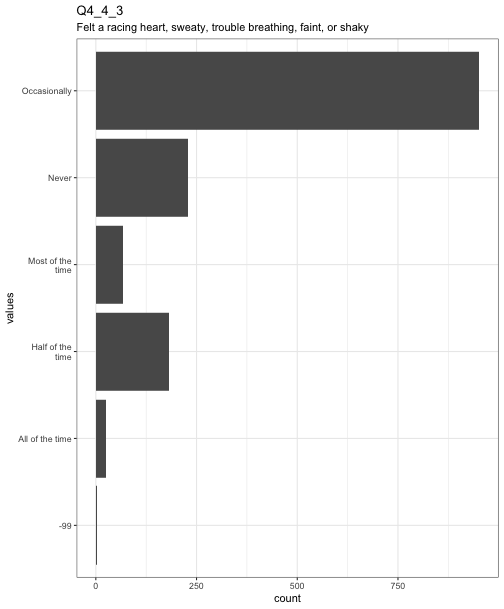 Q4_4_3
Felt a racing heart, sweaty, trouble breathing, faint, or shaky
Occasionally
Never
Most of the
time
Half of the
time
All of the time
-99
values
0 250 500 750
count